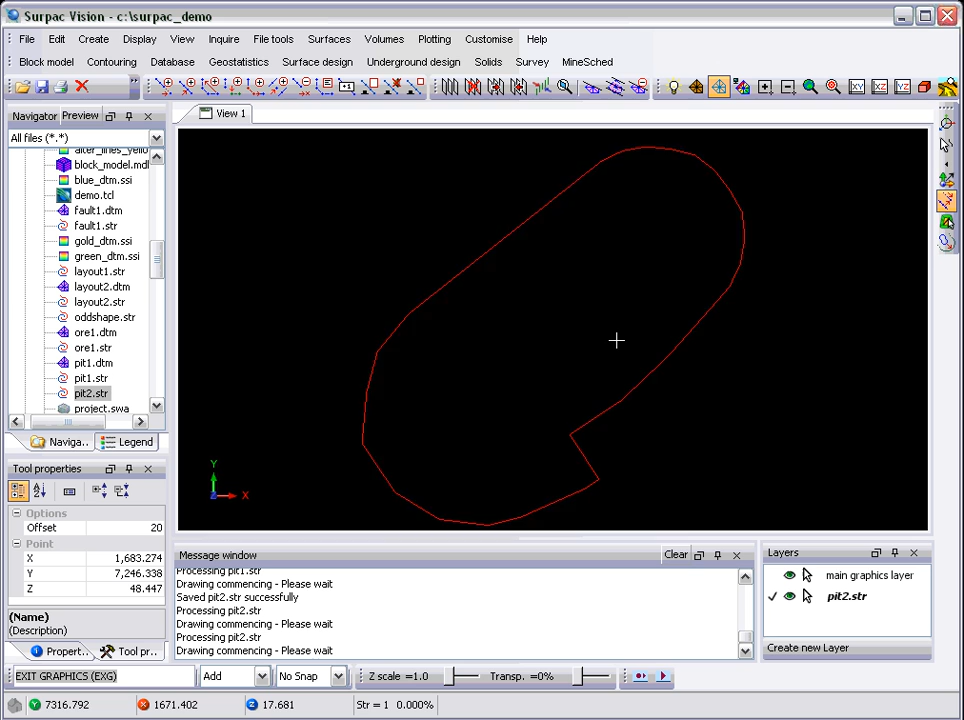 Surpac Vision - c:\surpac_demo
File Edit Create Display View Inquire File tools Surfaces Volumes Plotting Customise Help
Block model Contouring Database Geostatistics Surface design Underground design Solids Survey MineSched
Navigator Preview
View 1
All files (*.*)
alter_lines_yello
block_model.mdl
blue_dtm.ssi
demo.tcl
fault1.dtm
fault1.str
gold_dtm.ssi
green_dtm.ssi
layout1.str
layout2.dtm
layout2.str
oddshape.str
ore1.dtm
ore1.str
pit1.dtm
pit1.str
pit2.str
project.swa
Naviga.. Legend
Y
X
Z
Tool properties
Options
Offset 20
Point
X 1,683.274
Y 7,246.338
Z 48.447
(Name)
(Description)
Propert.. Tool pr..
Message window Clear
Processing pit1.str
Drawing commencing - Please wait
Saved pit2.str successfully
Processing pit2.str
Drawing commencing - Please wait
Processing pit2.str
Drawing commencing - Please wait
Layers
main graphics layer
pit2.str
Create new Layer
EXIT GRAPHICS (EXG) Add No Snap Z scale =1.0 Transp. =0%
Y 7316.792 X 1671.402 Z 17.681 Str = 1 0.000%